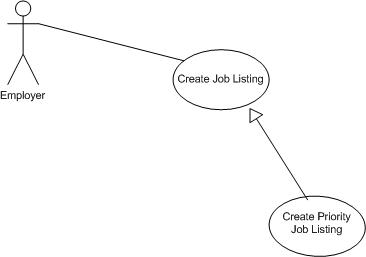 Create Job Listing
Employer
Create Priority
Job Listing